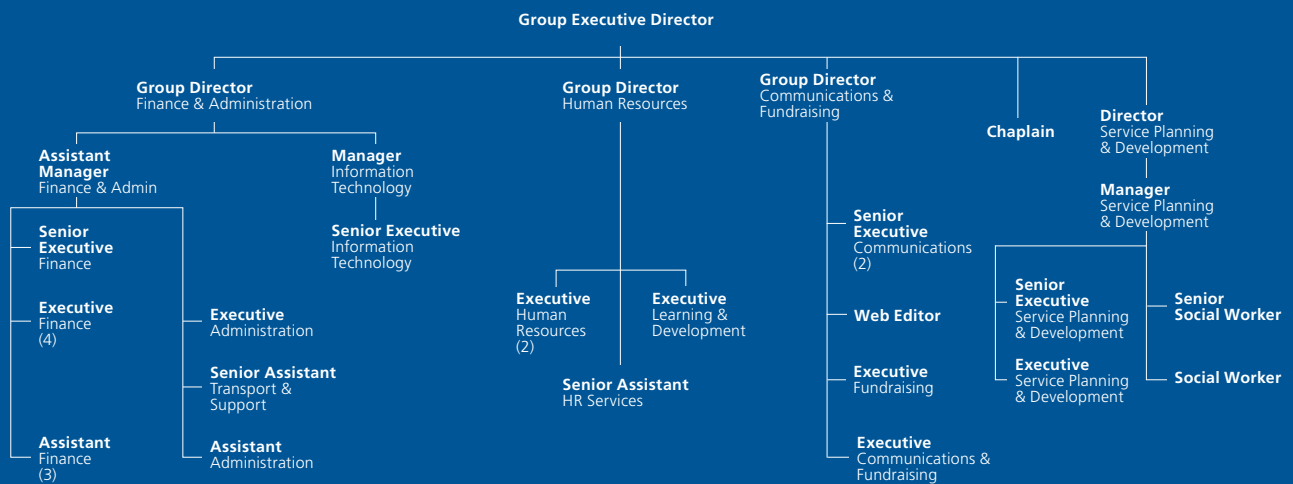 Group Executive Director
Group Director
Finance & Administration
Assistant
Manager
Finance & Admin
Senior
Executive
Finance
Executive
Finance
(4)
Assistant
Finance
(3)
Executive
Administration
Senior Assistant
Transport &
Support
Assistant
Administration
Manager
Information
Technology
Senior Executive
Information
Technology
Group Director
Human Resources
Executive
Human
Resources
(2)
Executive
Learning &
Development
Senior Assistant
HR Services
Group Director
Communications &
Fundraising
Senior
Executive
Communications
(2)
Web Editor
Executive
Fundraising
Executive
Communications &
Fundraising
Chaplain
Director
Service Planning
& Development
Manager
Service Planning
& Development
Senior
Executive
Service Planning
& Development
Executive
Service Planning
& Development
Senior
Social Worker
Social Worker